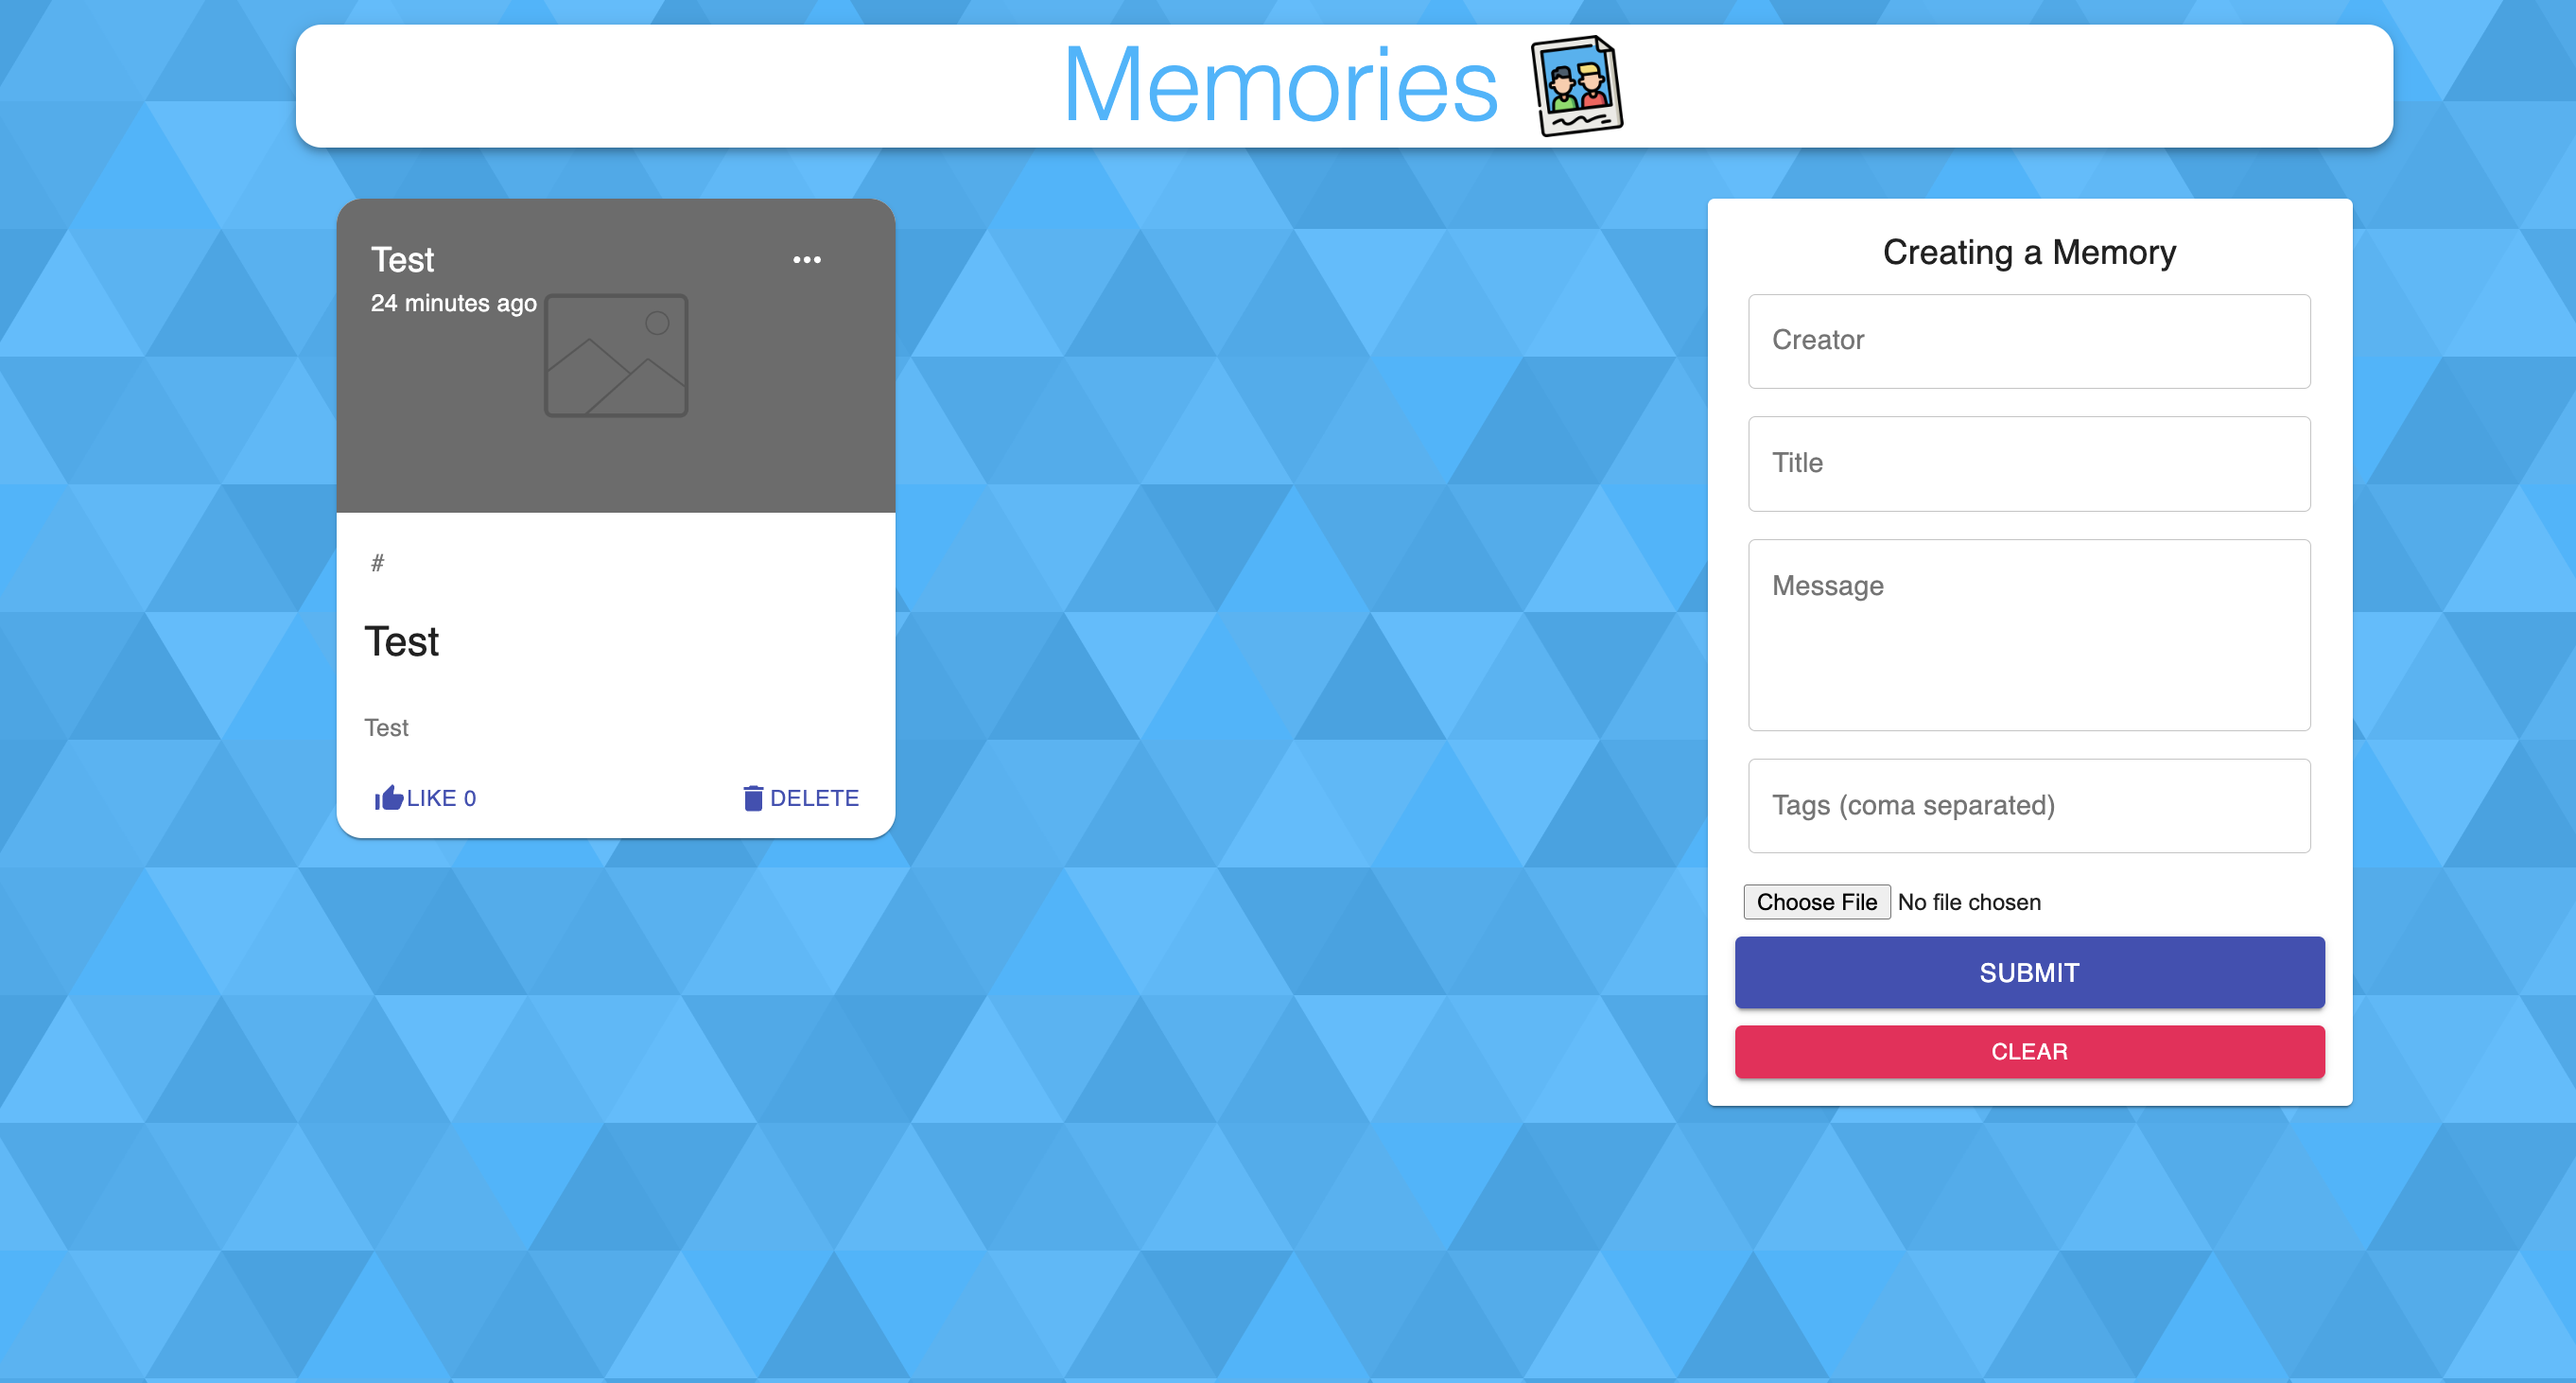 Memories
Test
24 minutes ago
#
Test
Test
LIKE 0
DELETE
Creating a Memory
Creator
Title
Message
Tags (coma separated)
Choose File No file chosen
SUBMIT
CLEAR